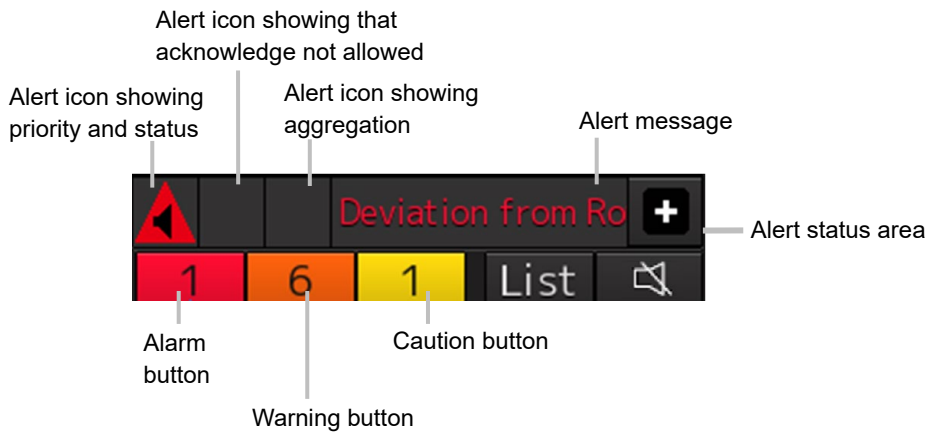 Alert icon showing that
acknowledge not allowed
Alert icon showing
priority and status
Alert icon showing
aggregation
Alert message
Deviation from Ro
Alert status area
1 6 1 List
Alarm
button
Caution button
Warning button